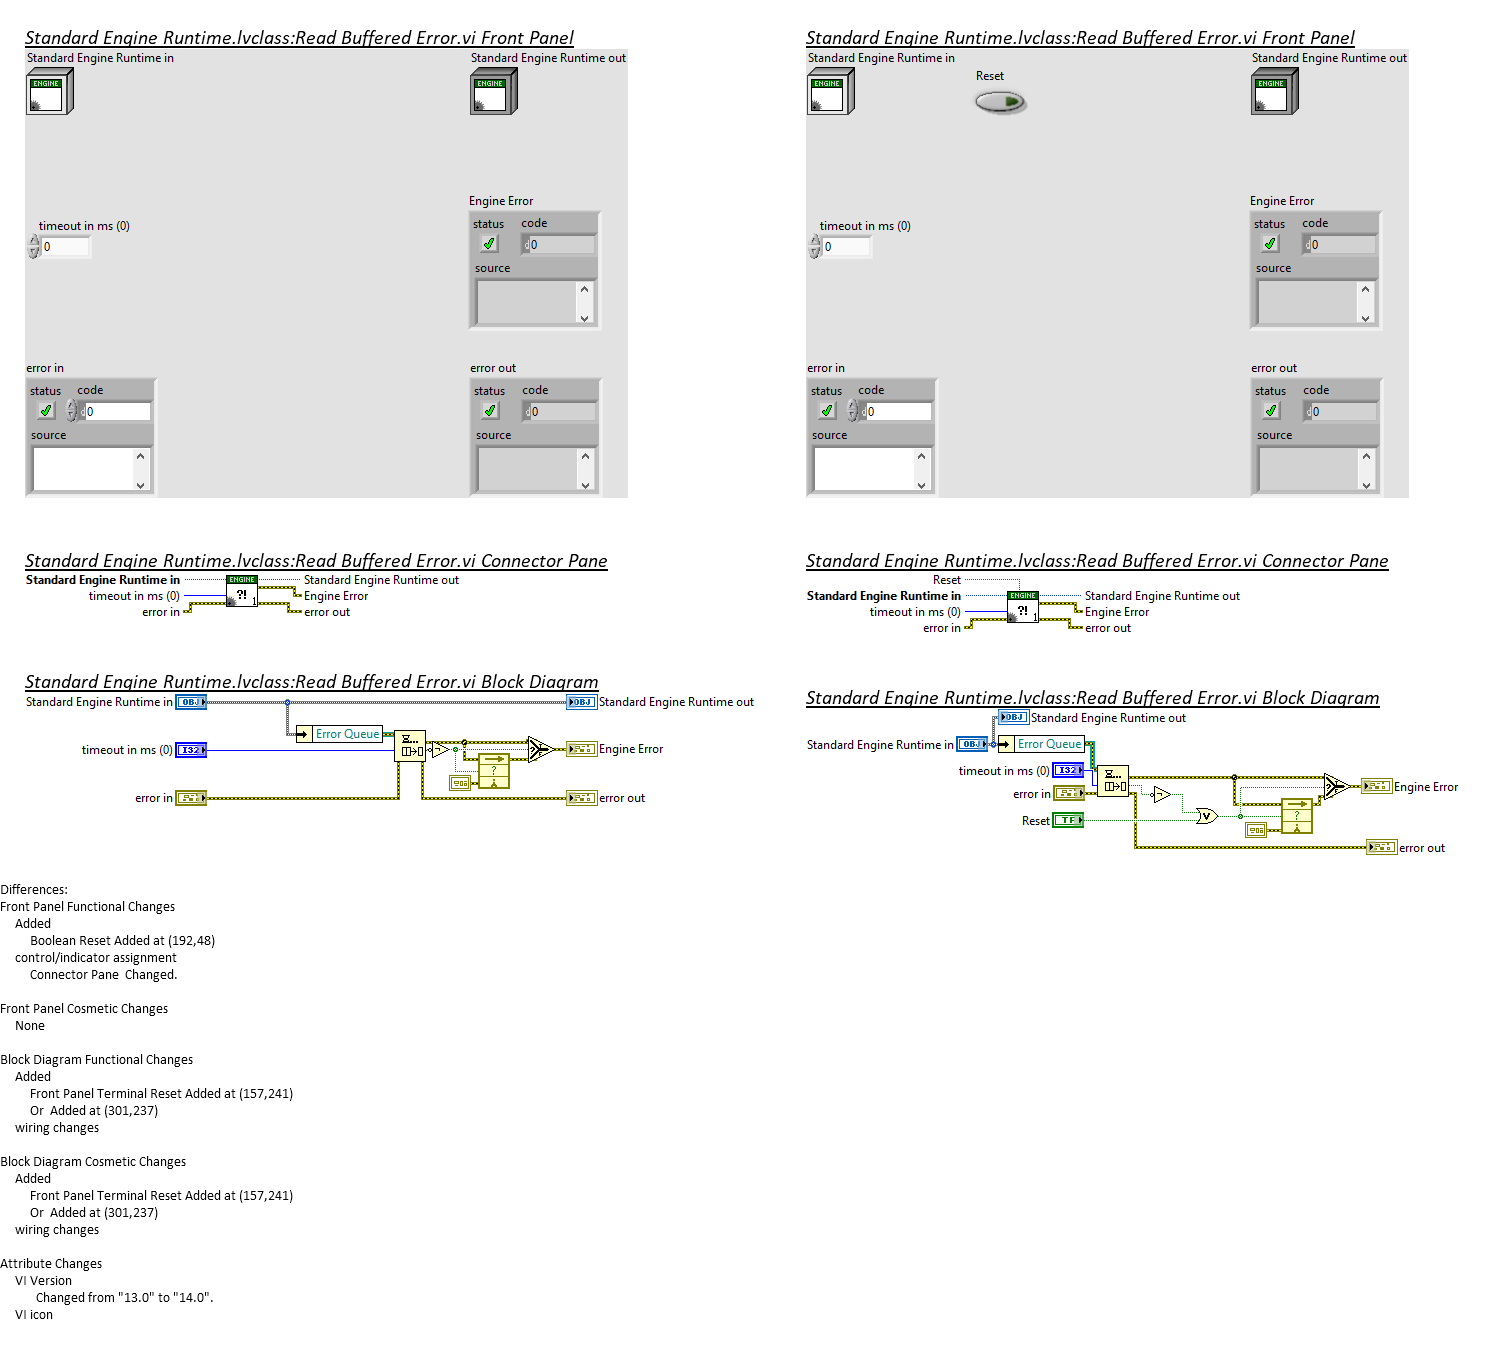 Standard Engine Runtime.lvclass:Read Buffered Error.vi Front Panel
Standard Engine Runtime in
Standard Engine Runtime out
ENGINE
ENGINE
timeout in ms (0)
0
Engine Error
status code
d 0
source
error in
status code
d 0
source
error out
status code
d 0
source
Standard Engine Runtime.lvclass:Read Buffered Error.vi Connector Pane
Standard Engine Runtime in
timeout in ms (0)
error in
ENGINE
?! 1
Standard Engine Runtime out
Engine Error
error out
Standard Engine Runtime.lvclass:Read Buffered Error.vi Block Diagram
Standard Engine Runtime in OBJ
OBJ Standard Engine Runtime out
Error Queue
timeout in ms (0) I32
?
? F
Engine Error
error in
error out
Standard Engine Runtime.lvclass:Read Buffered Error.vi Front Panel
Standard Engine Runtime in
Standard Engine Runtime out
Reset
ENGINE
ENGINE
timeout in ms (0)
0
Engine Error
status code
d 0
source
error in
status code
d 0
source
error out
status code
d 0
source
Standard Engine Runtime.lvclass:Read Buffered Error.vi Connector Pane
Reset
Standard Engine Runtime in
timeout in ms (0)
error in
ENGINE
?! 1
Standard Engine Runtime out
Engine Error
error out
Standard Engine Runtime.lvclass:Read Buffered Error.vi Block Diagram
OBJ Standard Engine Runtime out
Standard Engine Runtime in OBJ
Error Queue
timeout in ms (0) I32
error in
Reset TF
V
?
? F
Engine Error
error out
Differences:
Front Panel Functional Changes
Added
Boolean Reset Added at (192,48)
control/indicator assignment
Connector Pane Changed.
Front Panel Cosmetic Changes
None
Block Diagram Functional Changes
Added
Front Panel Terminal Reset Added at (157,241)
Or Added at (301,237)
wiring changes
Block Diagram Cosmetic Changes
Added
Front Panel Terminal Reset Added at (157,241)
Or Added at (301,237)
wiring changes
Attribute Changes
VI Version
Changed from "13.0" to "14.0".
VI icon